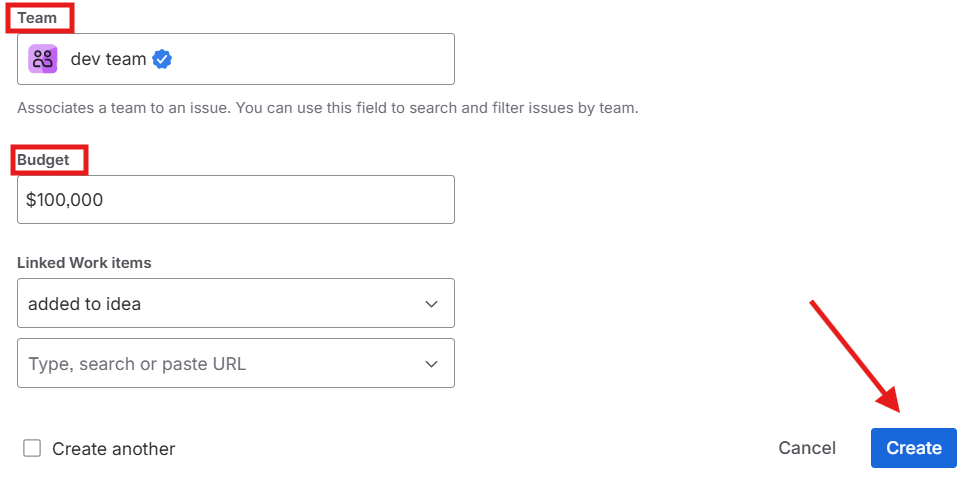 Team
dev team
Associates a team to an issue. You can use this field to search and filter issues by team.
Budget
$100,000
Linked Work items
added to idea
Type, search or paste URL
Create another
Cancel
Create